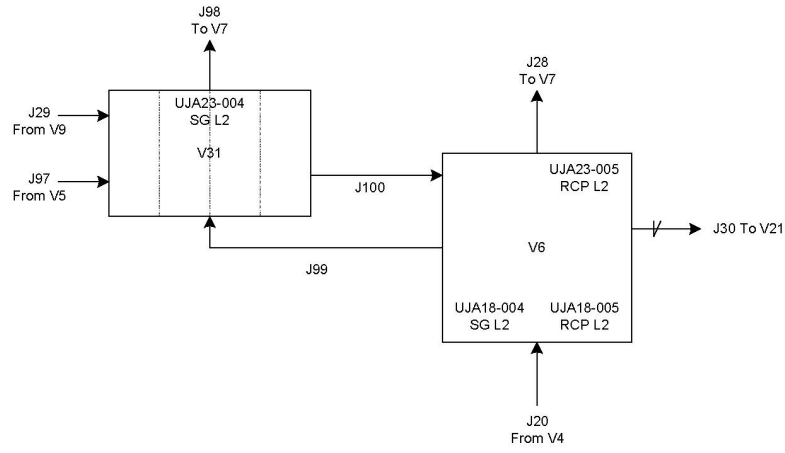 J98
To V7
UJA23-004
SG L2
V31
J29
From V9
J97
From V5
J100
J99
J28
To V7
UJA23-005
RCP L2
V6
J30 To V21
UJA18-004
SG L2
UJA18-005
RCP L2
J20
From V4